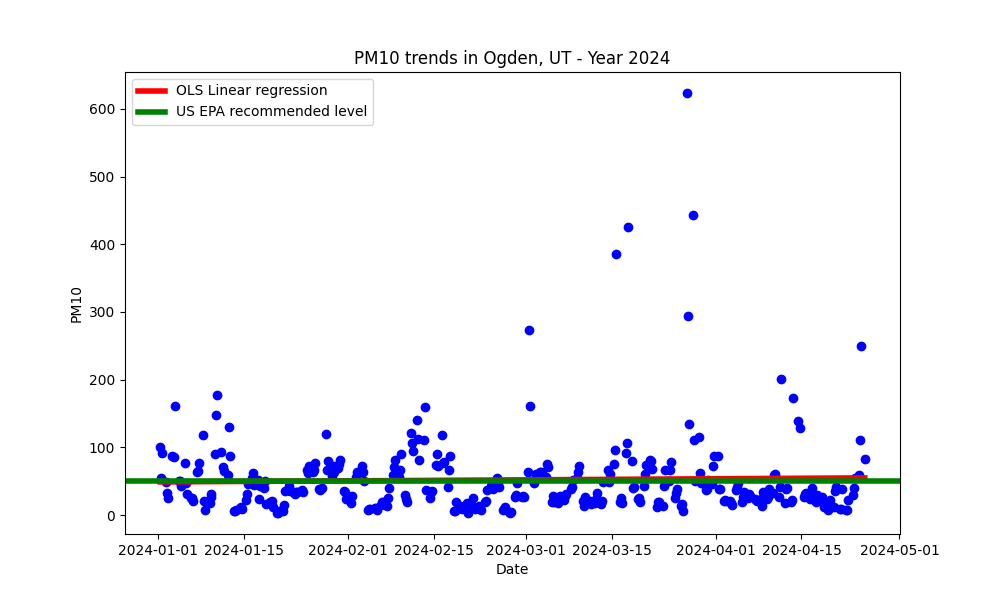 PM10 trends in Ogden, UT - Year 2024
OLS Linear regression
US EPA recommended level
600
500
400
300
200
100
0
PM10
2024-01-01 2024-01-15 2024-02-01 2024-02-15 2024-03-01 2024-03-15 2024-04-01 2024-04-15 2024-05-01
Date